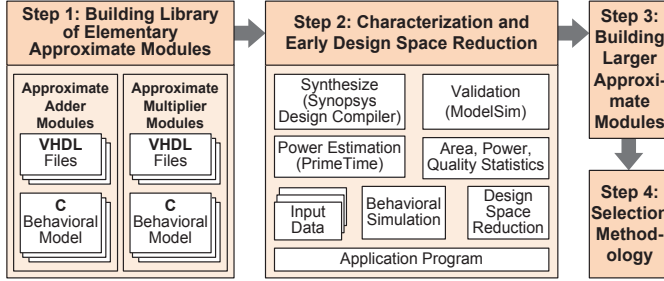 Step 1: Building Library
of Elementary
Approximate Modules
Approximate
Adder
Modules
VHDL
Files
C
Behavioral
Model
Approximate
Multiplier
Modules
VHDL
Files
C
Behavioral
Model
Step 2: Characterization and
Early Design Space Reduction
Synthesize
(Synopsys
Design Compiler)
Validation
(ModelSim)
Power Estimation
(PrimeTime)
Area, Power,
Quality Statistics
Input
Data
Behavioral
Simulation
Design
Space
Reduction
Application Program
Step 3:
Building
Larger
Approxi-
mate
Modules
Step 4:
Selection
Method-
ology